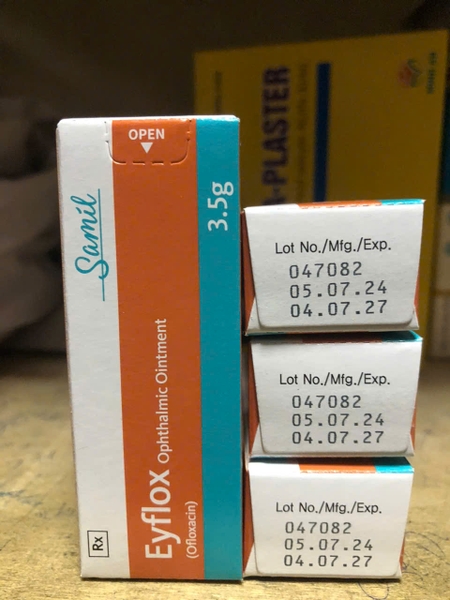 OPEN
Samil
3.5g
Eyflox Ophthalmic Ointment
(Ofloxacin)
Rx
-PLASTER
Lot No./Mfg./Exp.
047082
05.07.24
04.07.27
Lot No./Mfg./Exp.
047082
05.07.24
04.07.27
Lot No./Mfg./Exp.
047082
05.07.24
04.07.27